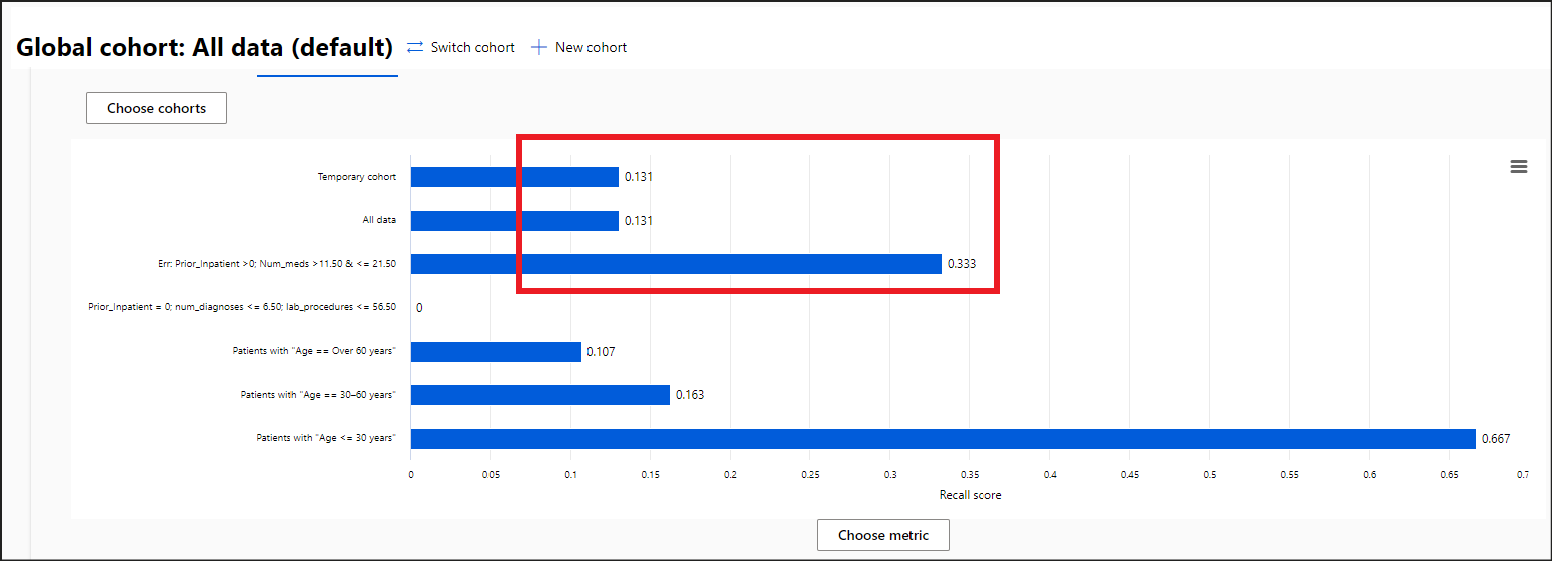 Global cohort: All data (default) Switch cohort New cohort
Choose cohorts
Temporary cohort 0.131
All data 0.131
Err: Prior_Inpatient >0; Num_meds >11.50 & <= 21.50 0.333
Prior_Inpatient = 0; num_diagnoses <= 6.50; lab_procedures <= 56.50 0
Patients with "Age == Over 60 years" 0.107
Patients with "Age == 30–60 years" 0.163
Patients with "Age <= 30 years" 0.667
0 0.05 0.1 0.15 0.2 0.25 0.3 0.35 0.4 0.45 0.5 0.55 0.6 0.65 0.7
Recall score
Choose metric